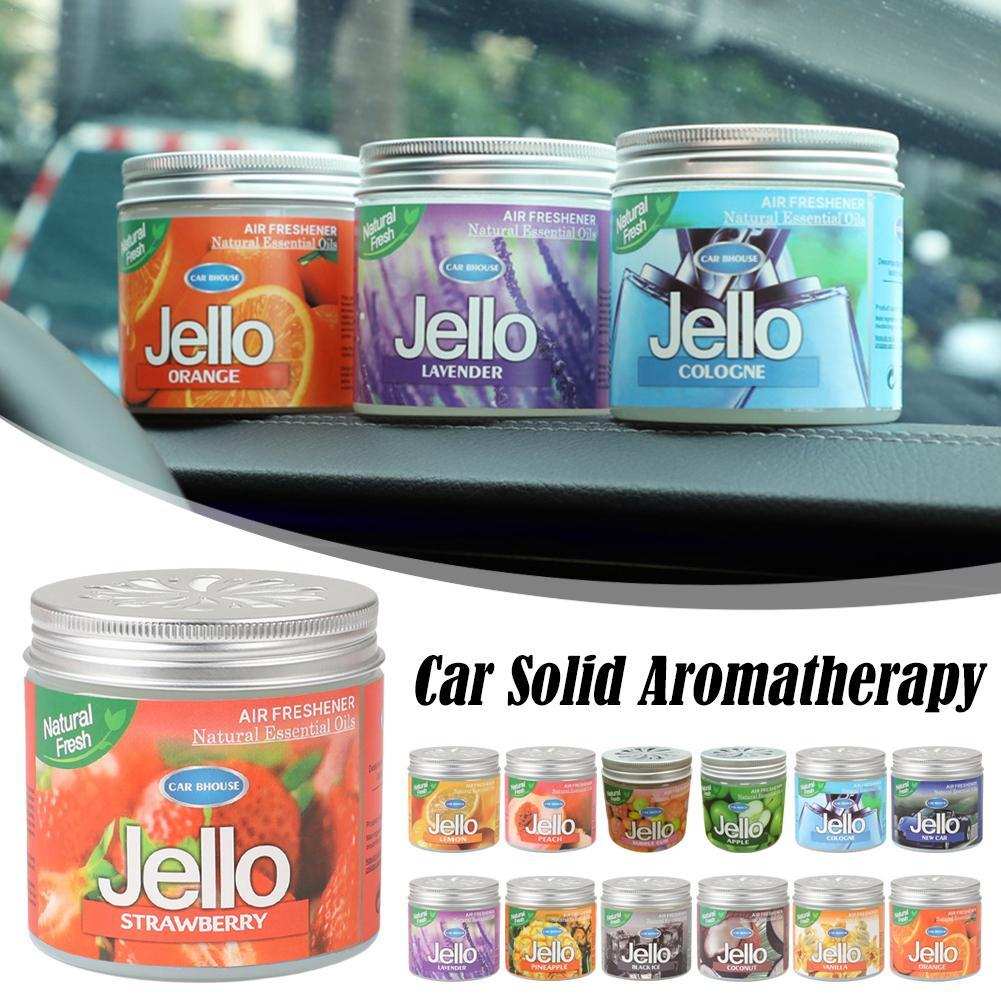 Natural
Fresh
AIR FRESHENER
Natural Essential Oils
CAR BHOUSE
Jello
ORANGE
Natural
Fresh
AIR FRESHENER
Natural Essential Oils
CAR BHOUSE
Jello
LAVENDER
Natural
Fresh
AIR FRESHENER
Natural Essential Oils
CAR BHOUSE
Jello
COLOGNE
Natural
Fresh
AIR FRESHENER
Natural Essential Oils
CAR BHOUSE
Jello
STRAWBERRY
Car Solid Aromatherapy
Jello
LEMON
Jello
PEACH
Jello
BUBBLE GUM
Jello
APPLE
Jello
COLOGNE
Jello
NEW CAR
Jello
LAVENDER
Jello
PINEAPPLE
Jello
BLACK ICE
Jello
COCONUT
Jello
VANILLA
Jello
ORANGE